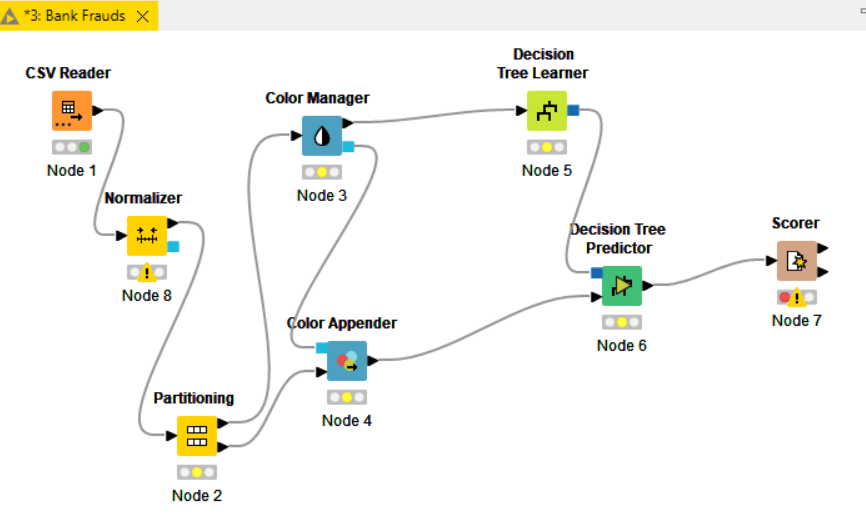 *3: Bank Frauds
CSV Reader
Node 1
Normalizer
Node 8
Partitioning
Node 2
Color Manager
Node 3
Color Appender
Node 4
Decision
Tree Learner
Node 5
Decision Tree
Predictor
Node 6
Scorer
Node 7